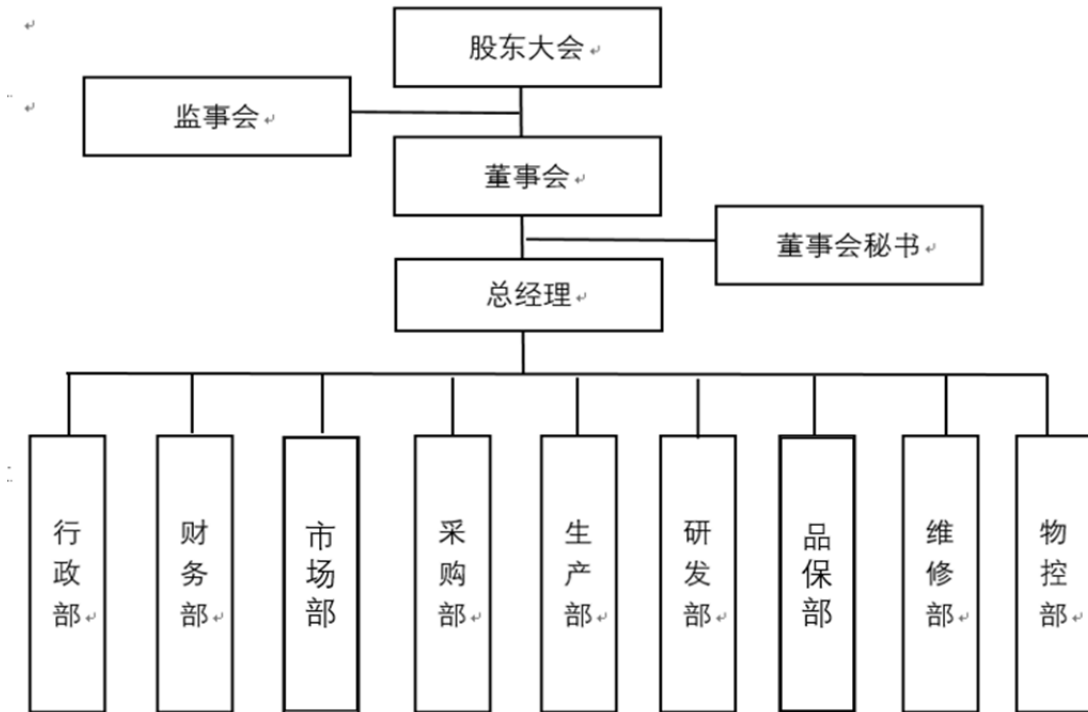 股东大会
监事会
董事会
董事会秘书
总经理
行政部
财务部
市场部
采购部
生产部
研发部
品保部
维修部
物控部